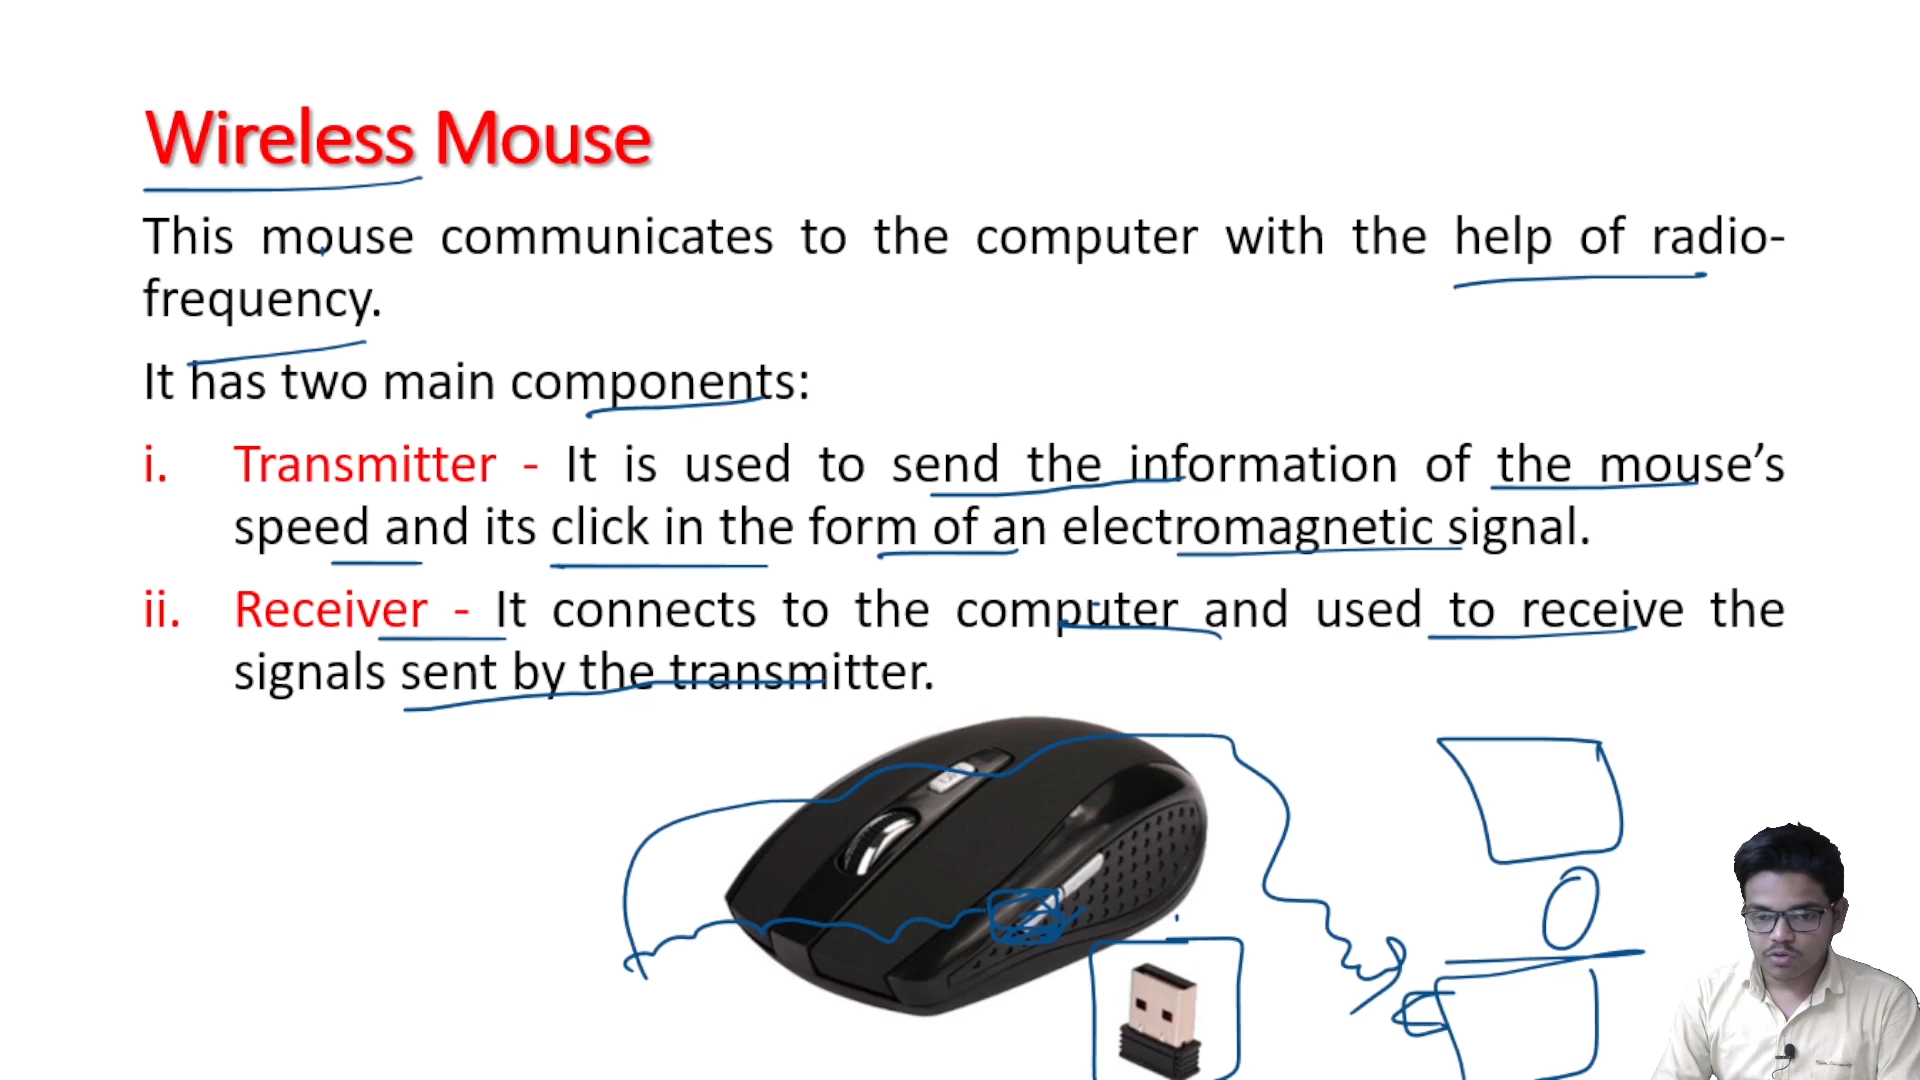 Wireless Mouse
This mouse communicates to the computer with the help of radio-
frequency.
It has two main components:
i. Transmitter - It is used to send the information of the mouse’s
speed and its click in the form of an electromagnetic signal.
ii. Receiver - It connects to the computer and used to receive the
signals sent by the transmitter.